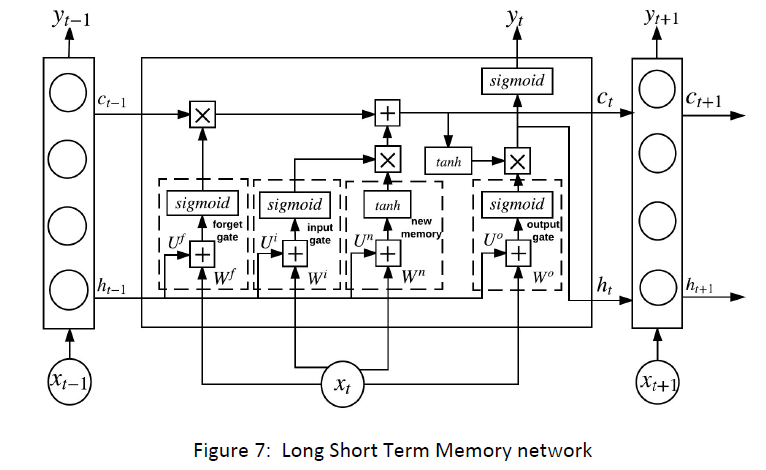 y_{t−1}
y_t
y_{t+1}
sigmoid
c_{t−1}
c_t
c_{t+1}
×
+
×
tanh
×
sigmoid
sigmoid
tanh
sigmoid
forget gate
input gate
new memory
output gate
U^f
+
U^i
+
U^n
+
U^o
+
W^f
W^i
W^n
W^o
h_{t−1}
h_t
h_{t+1}
x_{t−1}
x_t
x_{t+1}
Figure 7: Long Short Term Memory network